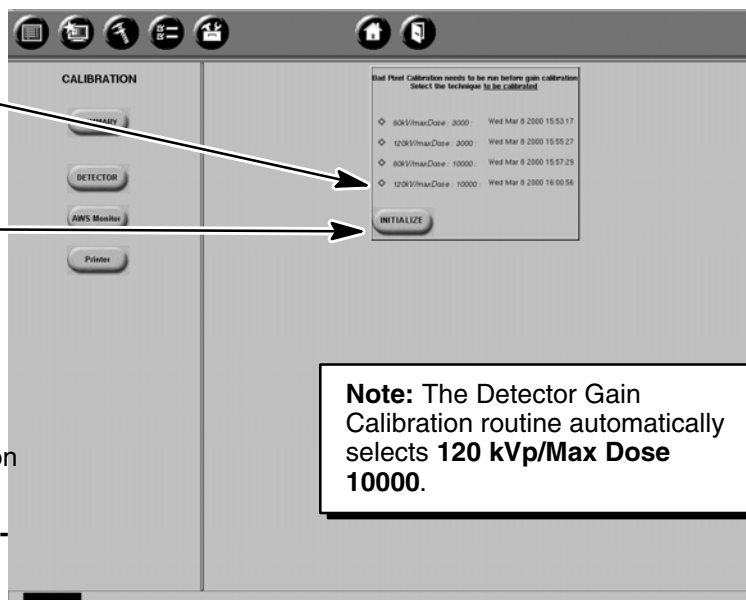 CALIBRATION
DETECTOR
AWS Monitor
Printer
Bad Pixel Calibration needs to be run before gain calibration
Select the technique to be calibrated
80kV/maxDose : 3000 : Wed Mar 8 2000 15:53:17
120kV/maxDose : 3000 : Wed Mar 8 2000 15:55:27
80kV/maxDose : 10000 : Wed Mar 8 2000 15:57:29
120kV/maxDose : 10000 : Wed Mar 8 2000 16:00:56
INITIALIZE
Note: The Detector Gain
Calibration routine automatically
selects 120 kVp/Max Dose
10000.
on
-